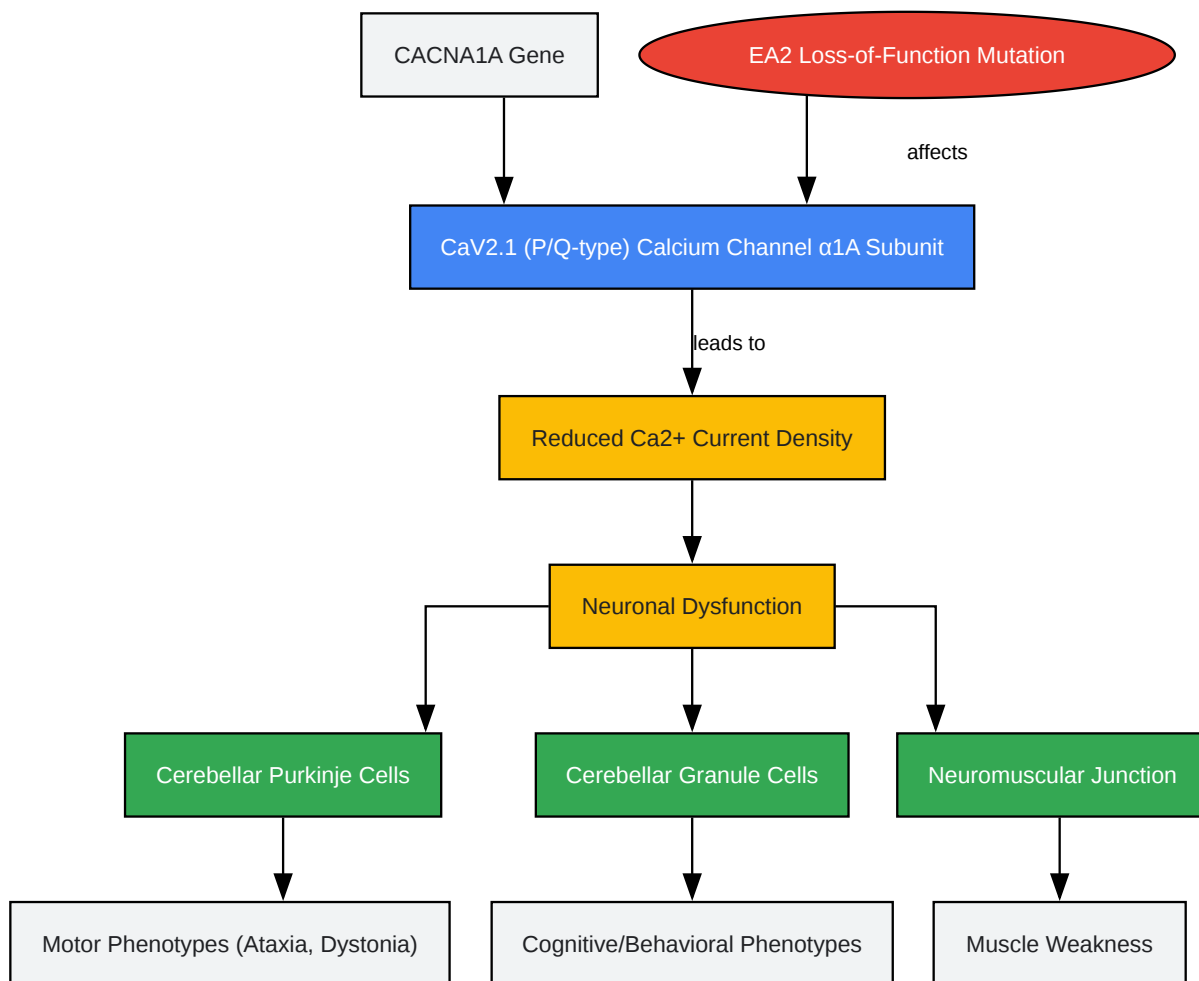 CACNA1A Gene
EA2 Loss-of-Function Mutation
affects
CaV2.1 (P/Q-type) Calcium Channel α1A Subunit
leads to
Reduced Ca2+ Current Density
Neuronal Dysfunction
Cerebellar Purkinje Cells
Cerebellar Granule Cells
Neuromuscular Junction
Motor Phenotypes (Ataxia, Dystonia)
Cognitive/Behavioral Phenotypes
Muscle Weakness